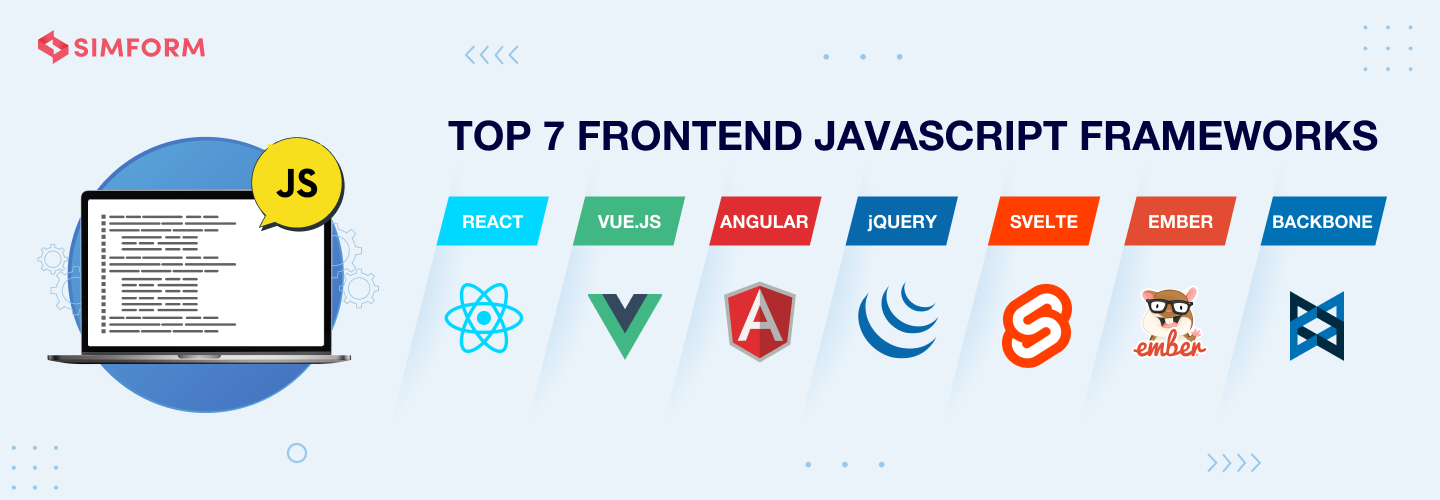 SIMFORM
TOP 7 FRONTEND JAVASCRIPT FRAMEWORKS
JS
REACT
VUE.JS
ANGULAR
jQUERY
SVELTE
EMBER
BACKBONE
A
ember